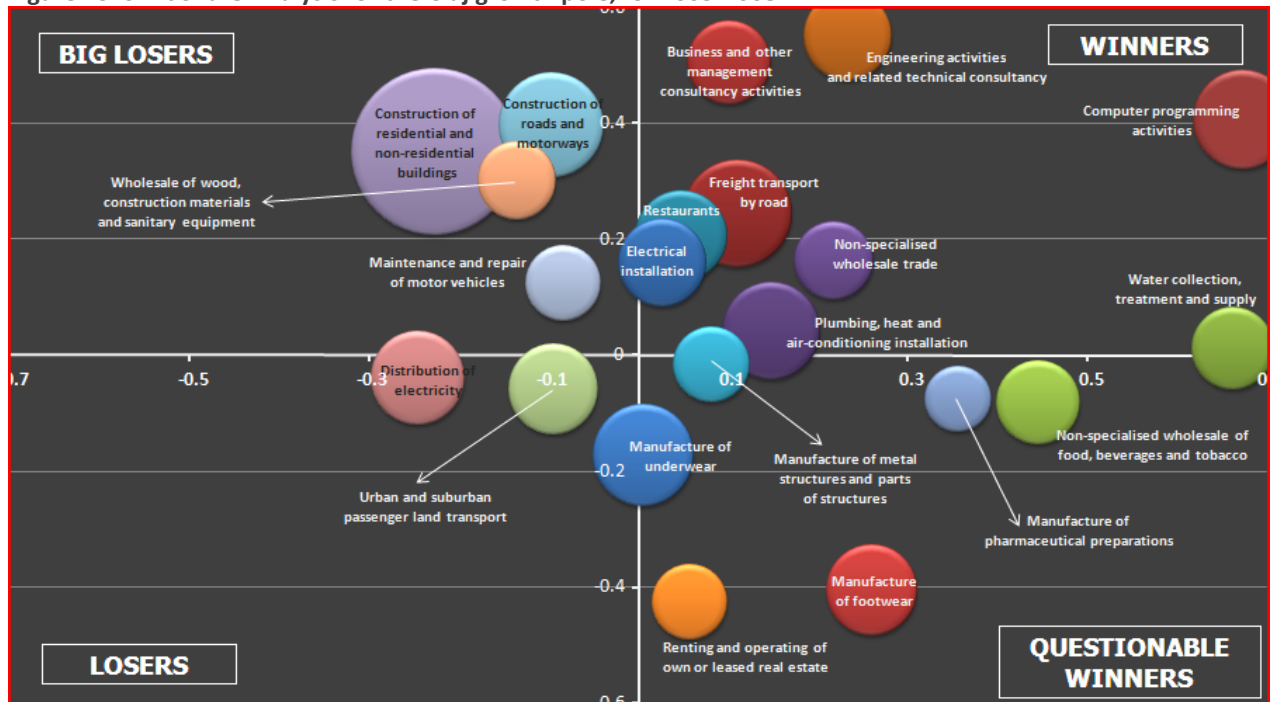 BIG LOSERS
WINNERS
Business and other
management
consultancy activities
Engineering activities
and related technical consultancy
Computer programming
activities
Construction of
residential and
non-residential
buildings
Construction of
roads and
motorways
0.4
Wholesale of wood,
construction materials
and sanitary equipment
Freight transport
by road
Restaurants
0.2
Electrical
installation
Non-specialised
wholesale trade
Maintenance and repair
of motor vehicles
Water collection,
treatment and supply
Plumbing, heat and
air-conditioning installation
0
0.7
-0.5
-0.3
-0.1
0.1
0.3
0.5
Distribution of
electricity
Manufacture of
underwear
-0.2
Manufacture of metal
structures and parts
of structures
Non-specialised wholesale of
food, beverages and tobacco
Urban and suburban
passenger land transport
Manufacture of
pharmaceutical preparations
-0.4
Manufacture
of footwear
Renting and operating of
own or leased real estate
LOSERS
QUESTIONABLE
WINNERS